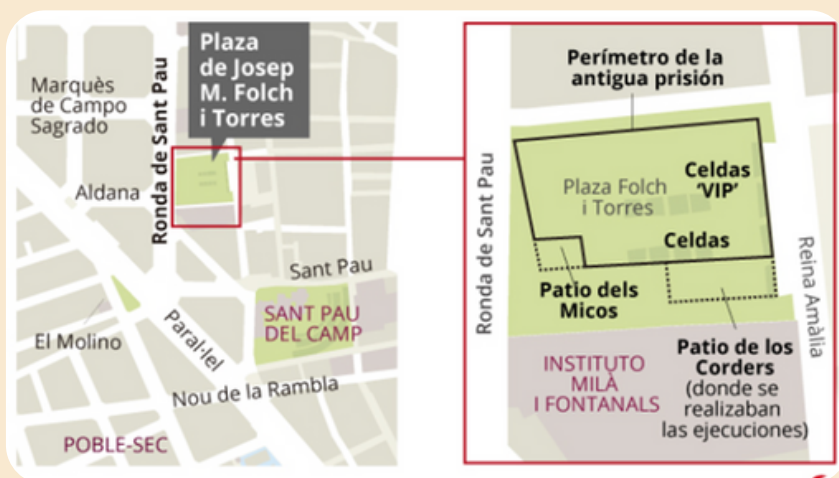 Plaza
de Josep
M. Folch
i Torres
Marquès
de Campo
Sagrado
Ronda de Sant Pau
Aldana
Sant Pau
SANT PAU
DEL CAMP
El Molino
Paral·lel
Nou de la Rambla
POBLE-SEC
Perímetro de la
antigua prisión
Ronda de Sant Pau
Plaza Folch
i Torres
Celdas
‘VIP’
Celdas
Reina Amàlia
Patio dels
Micos
Patio de los
Corders
(donde se
realizaban
las ejecuciones)
INSTITUTO
MILÀ
I FONTANALS